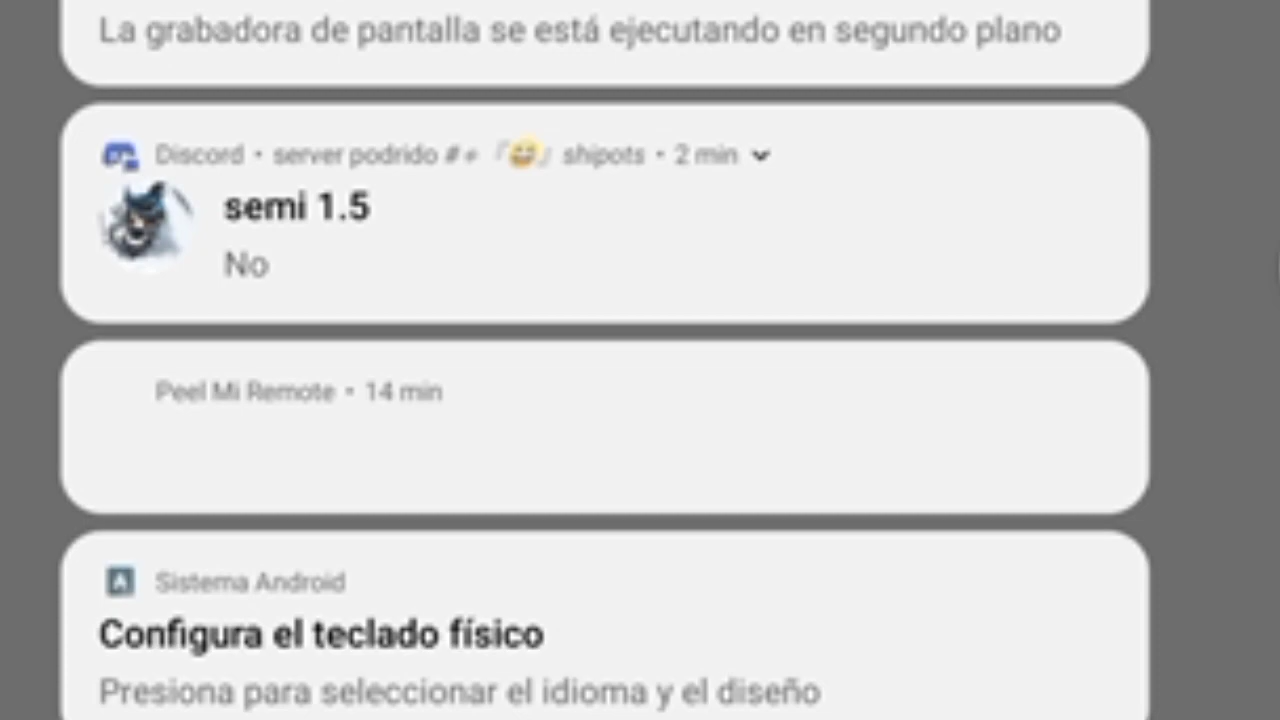 La grabadora de pantalla se está ejecutando en segundo plano
Discord • server podrido # 「😄」 shipots • 2 min
semi 1.5
No
Peel Mi Remote • 14 min
A Sistema Android
Configura el teclado físico
Presiona para seleccionar el idioma y el diseño